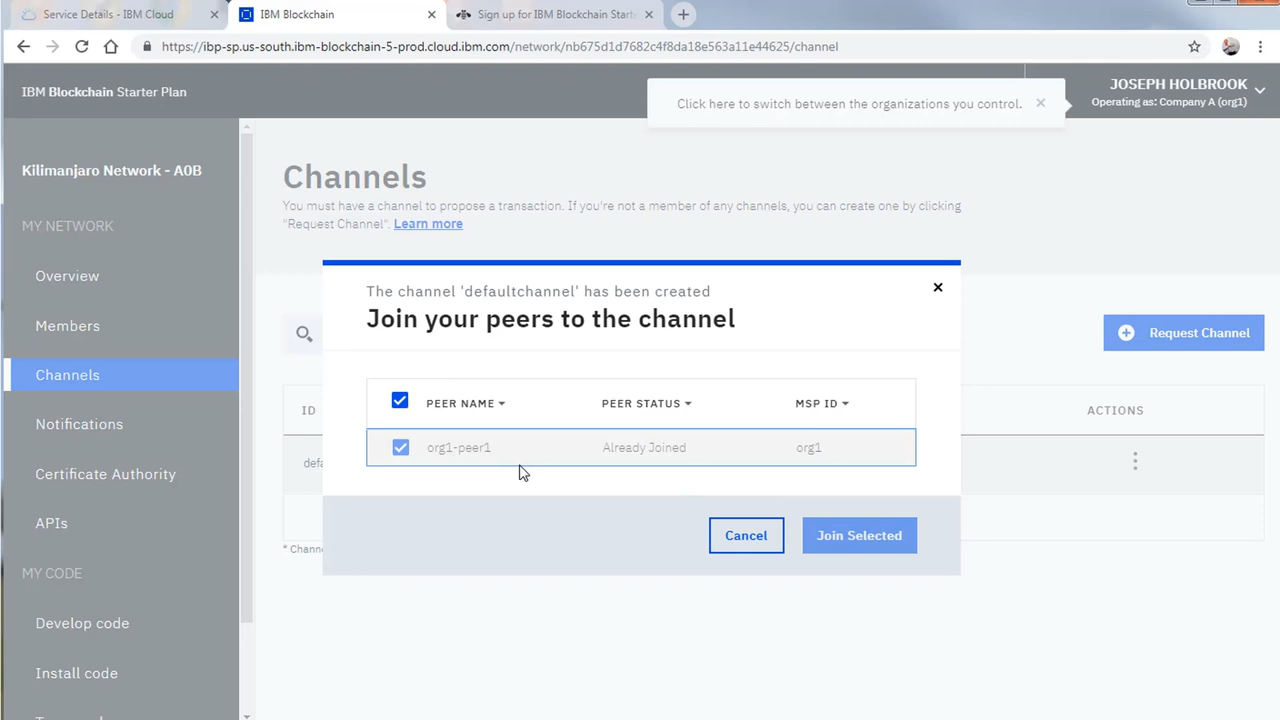 Service Details - IBM Cloud
IBM Blockchain
Sign up for IBM Blockchain Starte
https://ibp-sp.us-south.ibm-blockchain-5-prod.cloud.ibm.com/network/nb675d1d7682c4f8da18e563a11e44625/channel
IBM Blockchain Starter Plan
Click here to switch between the organizations you control.
JOSEPH HOLBROOK
Operating as: Company A (org1)
Kilimanjaro Network - A0B
MY NETWORK
Overview
Members
Channels
Notifications
Certificate Authority
APIs
MY CODE
Develop code
Install code
Channels
You must have a channel to propose a transaction. If you're not a member of any channels, you can create one by clicking
"Request Channel". Learn more
Request Channel
ID
ACTIONS
defa
* Chann
The channel 'defaultchannel' has been created
Join your peers to the channel
PEER NAME PEER STATUS MSP ID
org1-peer1 Already Joined org1
Cancel
Join Selected